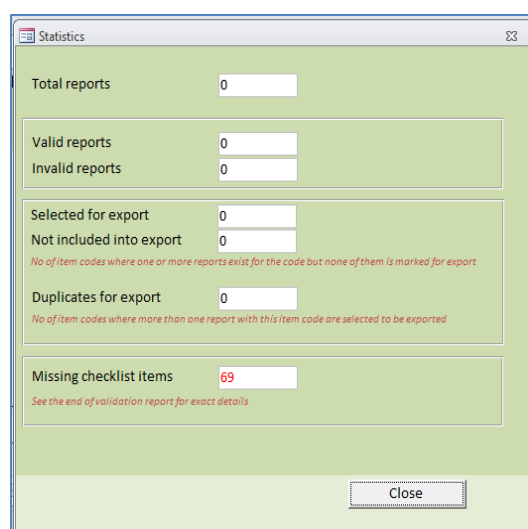 Statistics
Total reports 0
Valid reports 0
Invalid reports 0
Selected for export 0
Not included into export 0
No of item codes where one or more reports exist for the code but none of them is marked for export
Duplicates for export 0
No of item codes where more than one report with this item code are selected to be exported
Missing checklist items 69
See the end of validation report for exact details
Close